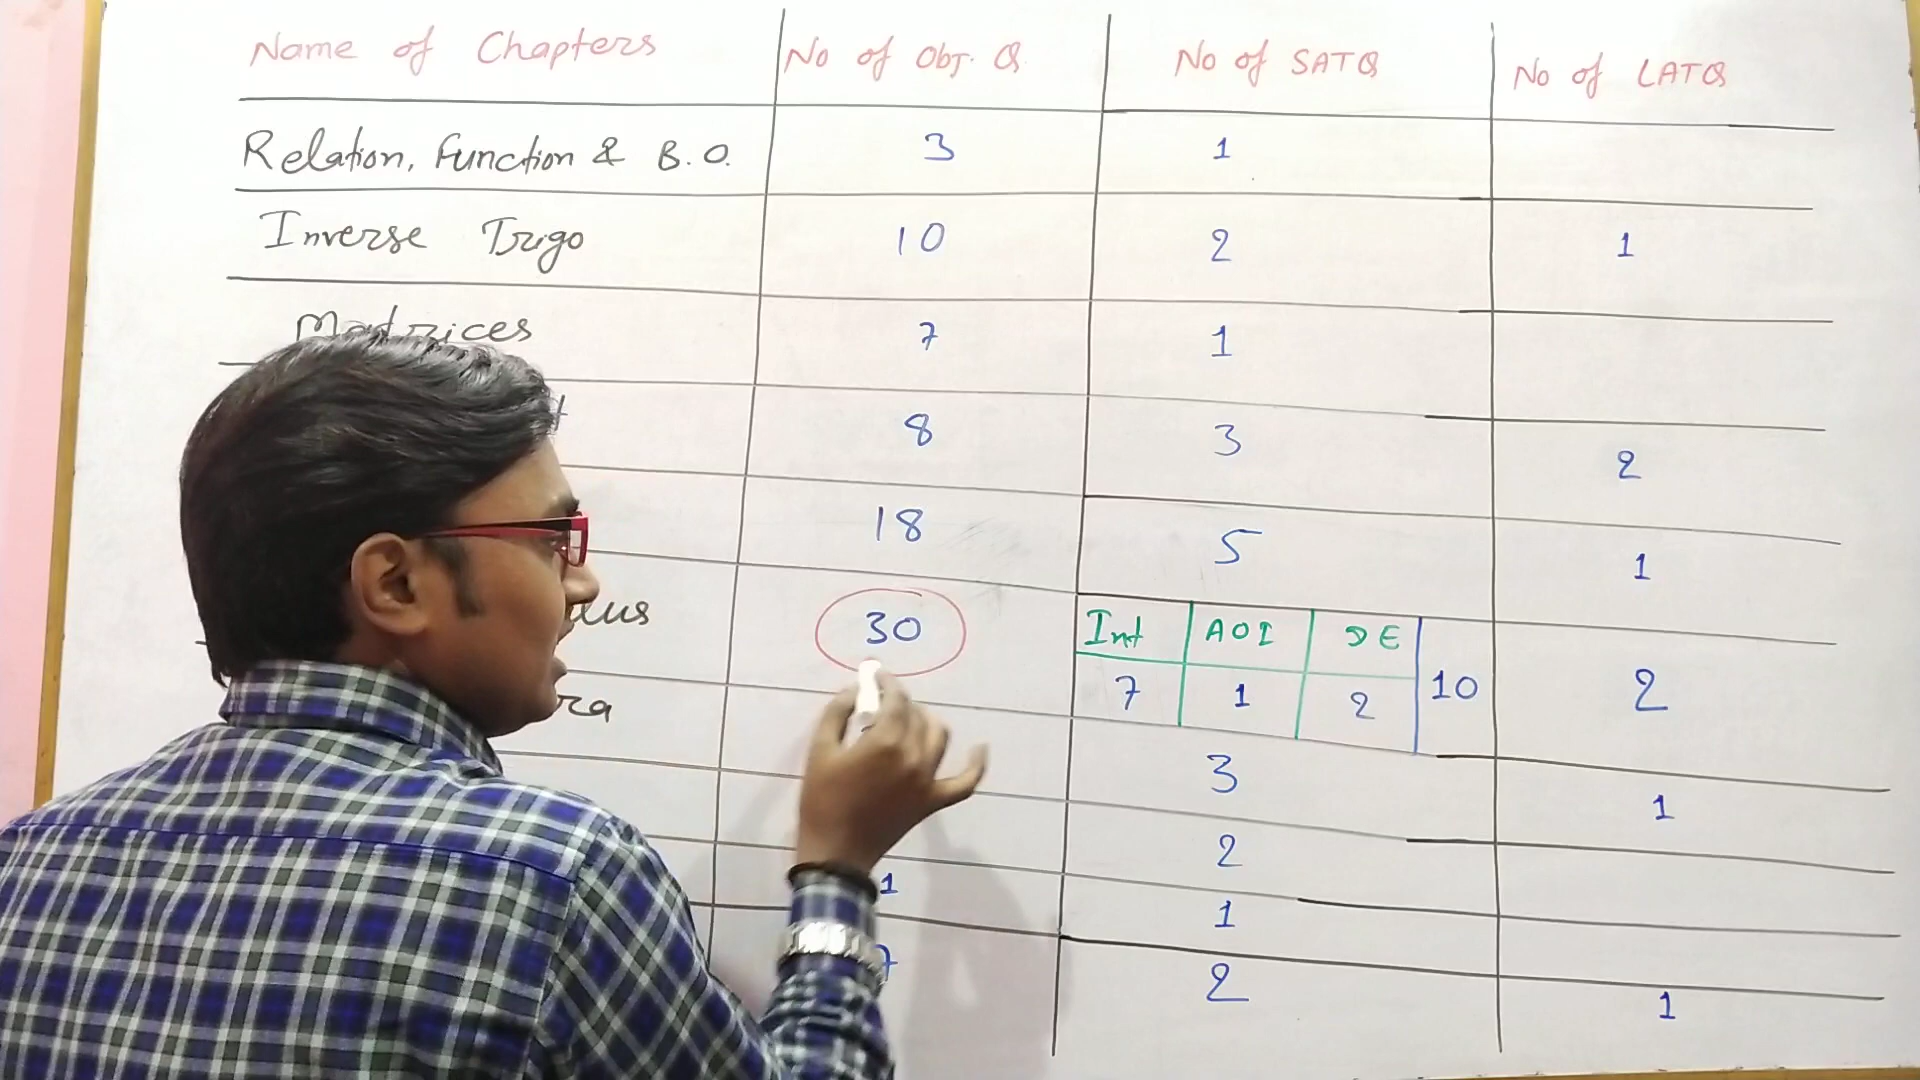 Name of Chapters No of Obj. Q. No of SATQ No of LATQ
Relation, Function & B.O. 3 1
Inverse Trigo 10 2 1
Matrices 7 1
8 3 2
18 5 1
30 Int AOI DE
7 1 2 10 2
3 1
2
1 1
7 2 1